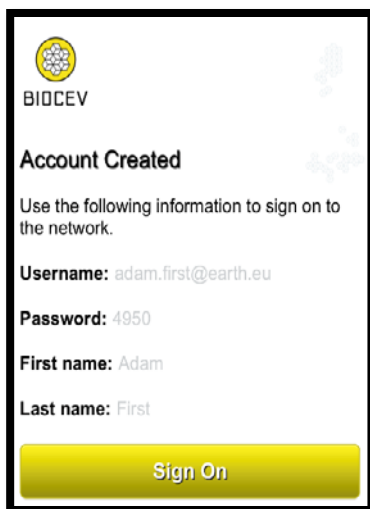 BIOCEV
Account Created
Use the following information to sign on to
the network.
Username: adam.first@earth.eu
Password: 4950
First name: Adam
Last name: First
Sign On